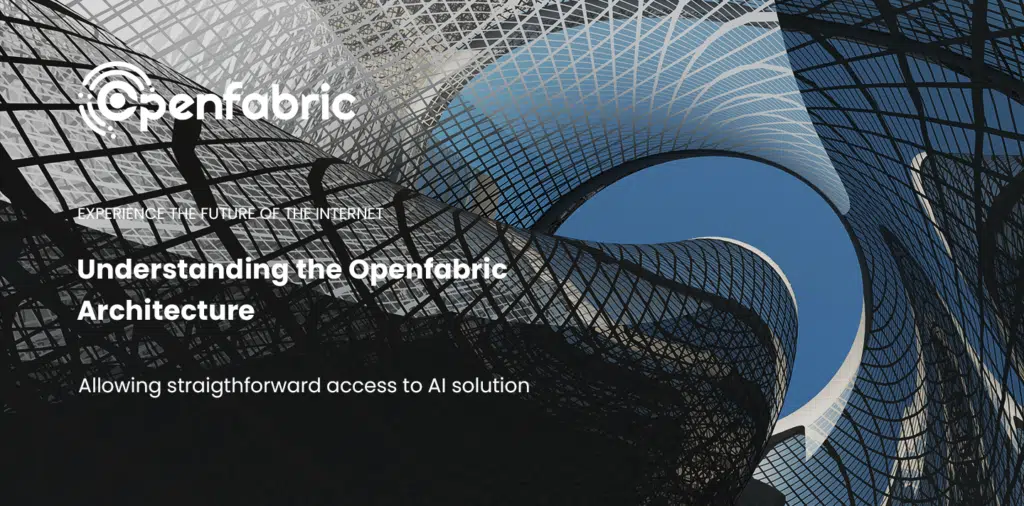 Openfabric
EXPERIENCE THE FUTURE OF THE INTERNET
Understanding the Openfabric
Architecture
Allowing straigthforward access to AI solution